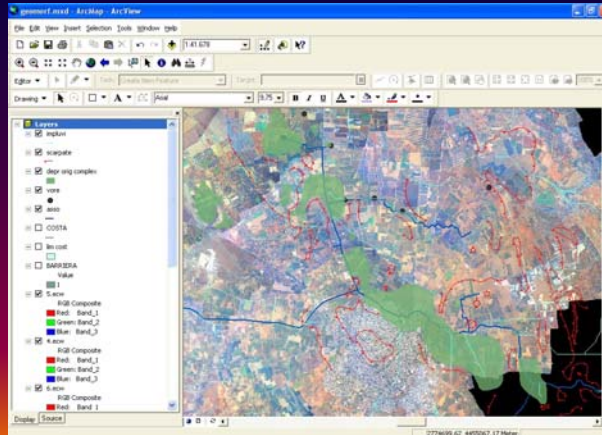 geomorf.mxd - ArcMap - ArcView
File Edit View Insert Selection Tools Window Help
1:41.678
Editor Task: Create New Feature Target:
Drawing A Arial 9,75 B I U A
Layers
impluvi
scarpate
depr orig complex
vore
asso
COSTA
lim cost
BARRIERA
Value
1
5.ecw
RGB Composite
Red: Band_1
Green: Band_2
Blue: Band_3
4.ecw
RGB Composite
Red: Band_1
Green: Band_2
Blue: Band_3
6.ecw
RGB Composite
Red: Band_1
Display Source